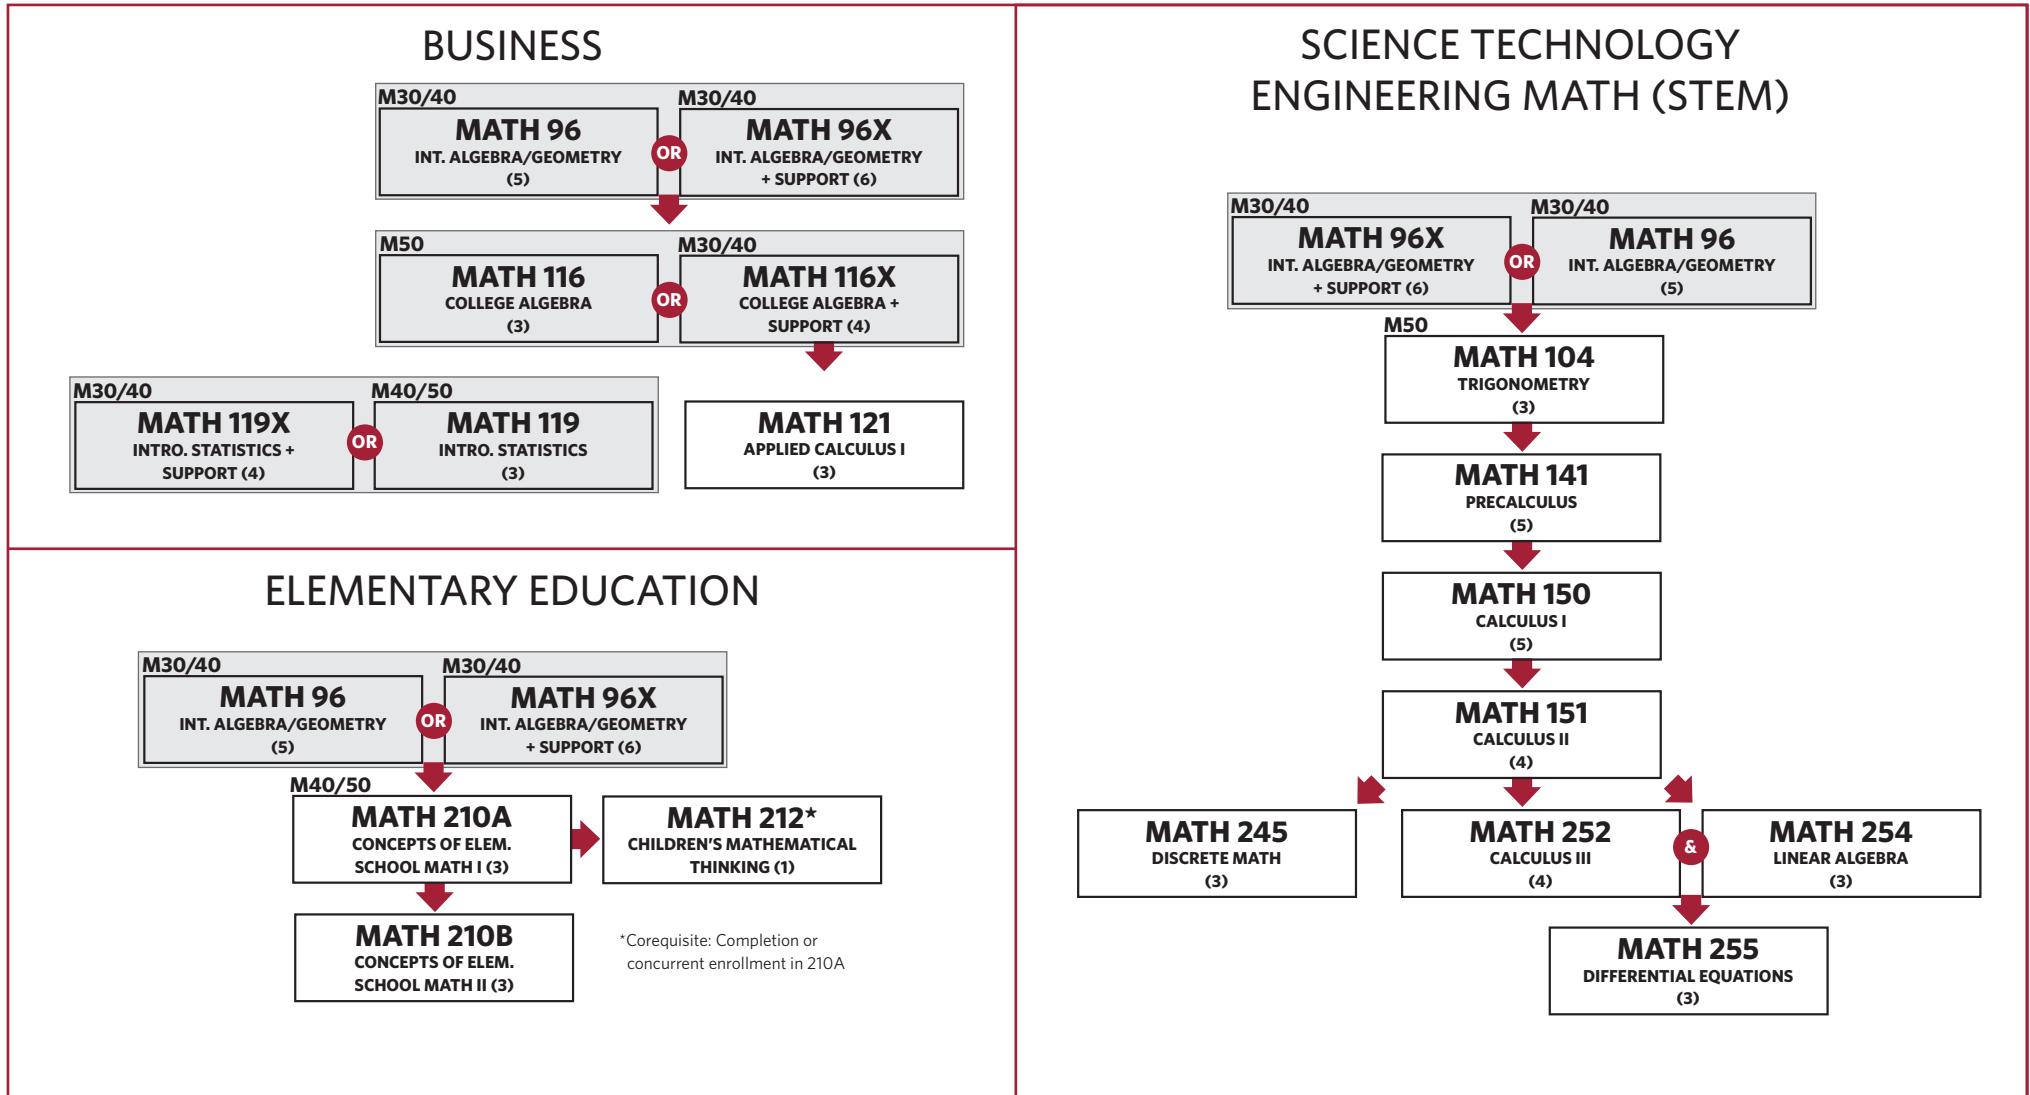 BUSINESS
M30/40
MATH 96
INT. ALGEBRA/GEOMETRY
(5)
OR
M30/40
MATH 96X
INT. ALGEBRA/GEOMETRY
+ SUPPORT (6)
M50
MATH 116
COLLEGE ALGEBRA
(3)
OR
M30/40
MATH 116X
COLLEGE ALGEBRA +
SUPPORT (4)
M30/40
MATH 119X
INTRO. STATISTICS +
SUPPORT (4)
OR
M40/50
MATH 119
INTRO. STATISTICS
(3)
MATH 121
APPLIED CALCULUS I
(3)
ELEMENTARY EDUCATION
M30/40
MATH 96
INT. ALGEBRA/GEOMETRY
(5)
OR
M30/40
MATH 96X
INT. ALGEBRA/GEOMETRY
+ SUPPORT (6)
M40/50
MATH 210A
CONCEPTS OF ELEM.
SCHOOL MATH I (3)
MATH 212*
CHILDREN'S MATHEMATICAL
THINKING (1)
MATH 210B
CONCEPTS OF ELEM.
SCHOOL MATH II (3)
*Corequisite: Completion or
concurrent enrollment in 210A
SCIENCE TECHNOLOGY
ENGINEERING MATH (STEM)
M30/40
MATH 96X
INT. ALGEBRA/GEOMETRY
+ SUPPORT (6)
OR
M30/40
MATH 96
INT. ALGEBRA/GEOMETRY
(5)
M50
MATH 104
TRIGONOMETRY
(3)
MATH 141
PRECALCULUS
(5)
MATH 150
CALCULUS I
(5)
MATH 151
CALCULUS II
(4)
MATH 245
DISCRETE MATH
(3)
MATH 252
CALCULUS III
(4)
&
MATH 254
LINEAR ALGEBRA
(3)
MATH 255
DIFFERENTIAL EQUATIONS
(3)